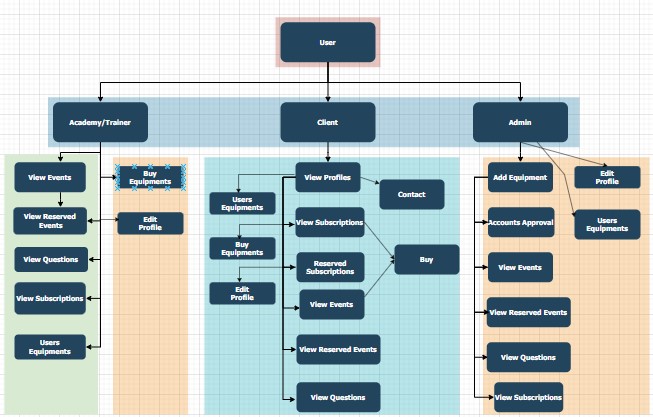 User
Academy/Trainer
Client
Admin
View Events
View Reserved
Events
View Questions
View Subscriptions
Users
Equipments
Buy
Equipments
Edit
Profile
Users
Equipments
Buy
Equipments
Edit
Profile
View Profiles
View Subscriptions
Reserved
Subscriptions
View Events
View Reserved Events
View Questions
Contact
Buy
Add Equipment
Accounts Approval
View Events
View Reserved Events
View Questions
View Subscriptions
Edit
Profile
Users
Equipments